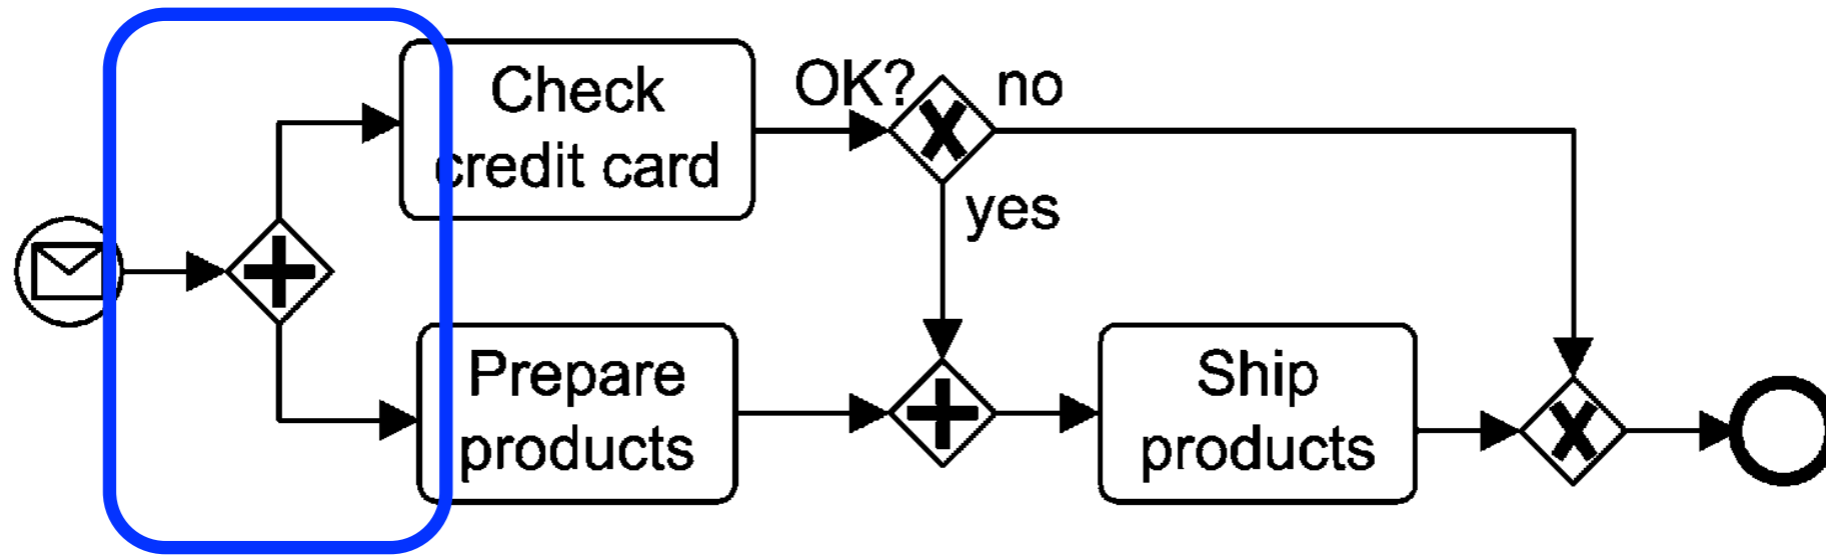 Check
credit card
OK?
no
yes
Prepare
products
Ship
products